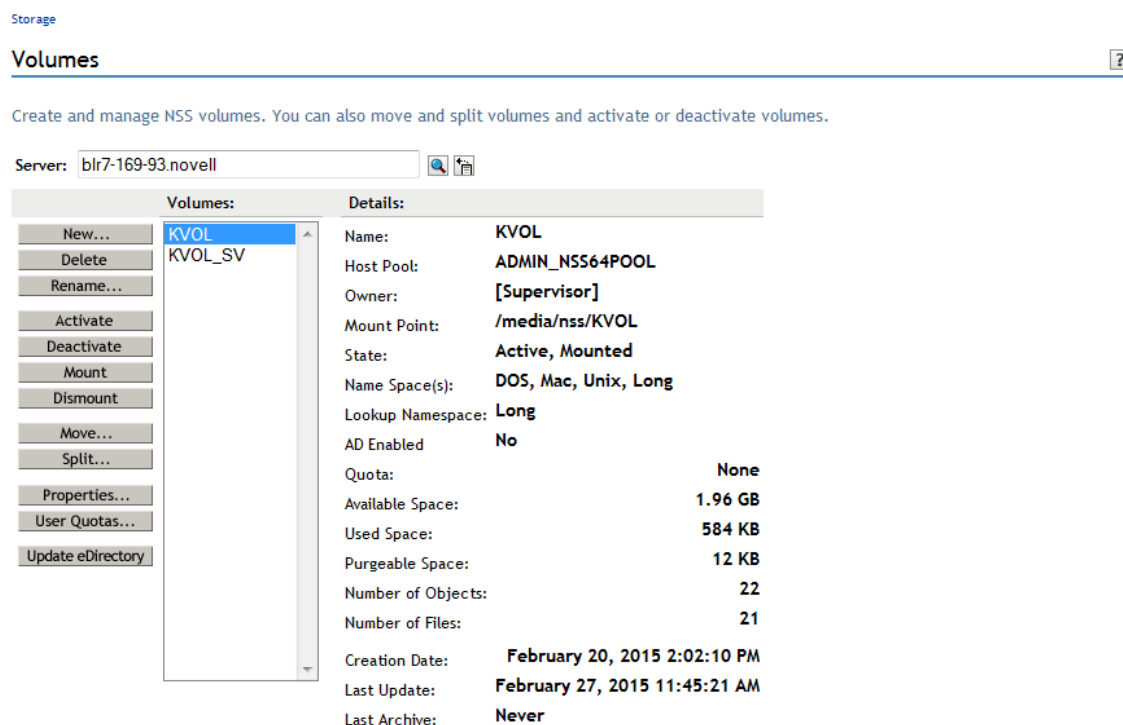 Storage
Volumes
?
Create and manage NSS volumes. You can also move and split volumes and activate or deactivate volumes.
Server: blr7-169-93.novell
Volumes: Details:
New...
Delete
Rename...
Activate
Deactivate
Mount
Dismount
Move...
Split...
Properties...
User Quotas...
Update eDirectory
KVOL
KVOL_SV
Name: KVOL
Host Pool: ADMIN_NSS64POOL
Owner: [Supervisor]
Mount Point: /media/nss/KVOL
State: Active, Mounted
Name Space(s): DOS, Mac, Unix, Long
Lookup Namespace: Long
AD Enabled No
Quota: None
Available Space: 1.96 GB
Used Space: 584 KB
Purgeable Space: 12 KB
Number of Objects: 22
Number of Files: 21
Creation Date: February 20, 2015 2:02:10 PM
Last Update: February 27, 2015 11:45:21 AM
Last Archive: Never